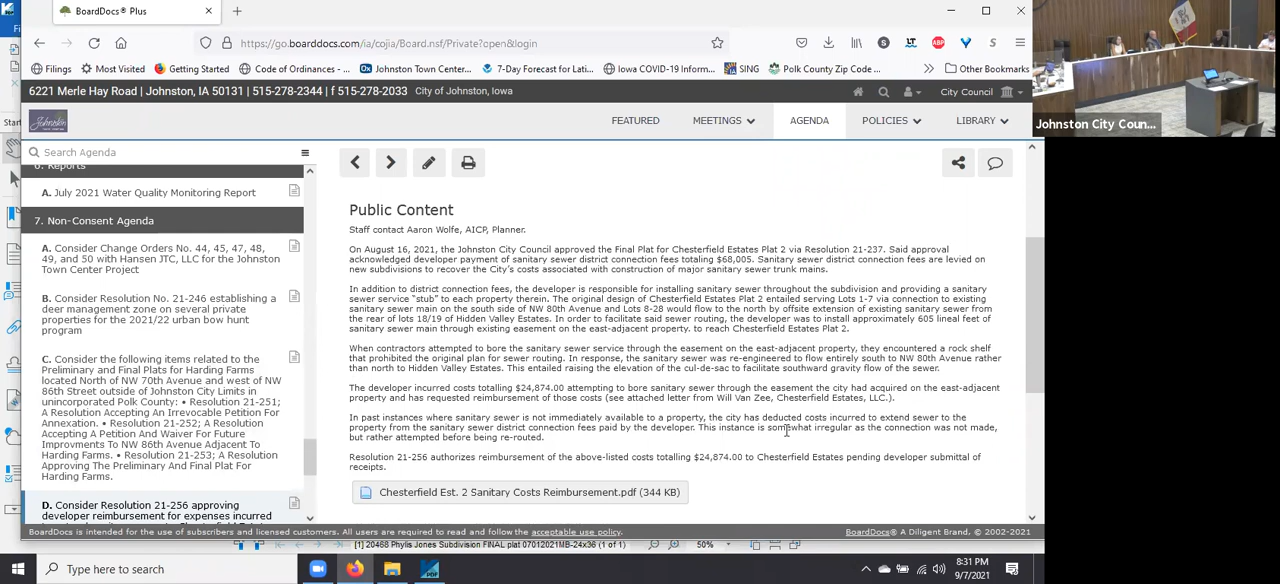 BoardDocs® Plus
https://go.boarddocs.com/ia/cojia/Board.nsf/Private?open&login
Filings
Most Visited
Getting Started
Code of Ordinances - ...
Johnston Town Center...
7-Day Forecast for Lati...
Iowa COVID-19 Inform...
SING
Polk County Zip Code ...
Other Bookmarks
6221 Merle Hay Road | Johnston, IA 50131 | 515-278-2344 | f 515-278-2033
City of Johnston, Iowa
City Council
Johnston
FEATURED
MEETINGS
AGENDA
POLICIES
LIBRARY
Johnston City Coun...
Start
Search Agenda
6. Reports
A. July 2021 Water Quality Monitoring Report
7. Non-Consent Agenda
A. Consider Change Orders No. 44, 45, 47, 48,
49, and 50 with Hansen JTC, LLC for the Johnston
Town Center Project
B. Consider Resolution No. 21-246 establishing a
deer management zone on several private
properties for the 2021/22 urban bow hunt
program
C. Consider the following items related to the
Preliminary and Final Plats for Harding Farms
located North of NW 70th Avenue and west of NW
86th Street outside of Johnston City Limits in
unincorporated Polk County: • Resolution 21-251;
A Resolution Accepting An Irrevocable Petition For
Annexation. • Resolution 21-252; A Resolution
Accepting A Petition And Waiver For Future
Improvments To NW 86th Avenue Adjacent To
Harding Farms. • Resolution 21-253; A Resolution
Approving The Preliminary And Final Plat For
Harding Farms.
D. Consider Resolution 21-256 approving
developer reimbursement for expenses incurred
Public Content
Staff contact Aaron Wolfe, AICP, Planner.
On August 16, 2021, the Johnston City Council approved the Final Plat for Chesterfield Estates Plat 2 via Resolution 21-237. Said approval
acknowledged developer payment of sanitary sewer district connection fees totaling $68,005. Sanitary sewer district connection fees are levied on
new subdivisions to recover the City's costs associated with construction of major sanitary sewer trunk mains.
In addition to district connection fees, the developer is responsible for installing sanitary sewer throughout the subdivision and providing a sanitary
sewer service "stub" to each property therein. The original design of Chesterfield Estates Plat 2 entailed serving Lots 1-7 via connection to existing
sanitary sewer main on the south side of NW 80th Avenue and Lots 8-28 would flow to the north by offsite extension of existing sanitary sewer from
the rear of lots 18/19 of Hidden Valley Estates. In order to facilitate said sewer routing, the developer was to install approximately 605 lineal feet of
sanitary sewer main through existing easement on the east-adjacent property. to reach Chesterfield Estates Plat 2.
When contractors attempted to bore the sanitary sewer service through the easement on the east-adjacent property, they encountered a rock shelf
that prohibited the original plan for sewer routing. In response, the sanitary sewer was re-engineered to flow entirely south to NW 80th Avenue rather
than north to Hidden Valley Estates. This entailed raising the elevation of the cul-de-sac to facilitate southward gravity flow of the sewer.
The developer incurred costs totalling $24,874.00 attempting to bore sanitary sewer through the easement the city had acquired on the east-adjacent
property and has requested reimbursement of those costs (see attached letter from Will Van Zee, Chesterfield Estates, LLC.).
In past instances where sanitary sewer is not immediately available to a property, the city has deducted costs incurred to extend sewer to the
property from the sanitary sewer district connection fees paid by the developer. This instance is somewhat irregular as the connection was not made,
but rather attempted before being re-routed.
Resolution 21-256 authorizes reimbursement of the above-listed costs totalling $24,874.00 to Chesterfield Estates pending developer submittal of
receipts.
Chesterfield Est. 2 Sanitary Costs Reimbursement.pdf (344 KB)
BoardDocs is intended for the use of subscribers and licensed customers. All users are required to read and follow the acceptable use policy.
BoardDocs® A Diligent Brand, © 2002-2021
[1] 20468 Phylis Jones Subdivision FINAL plat 07012021MB-24x36 (1 of 1)
50%
Type here to search
8:31 PM
9/7/2021